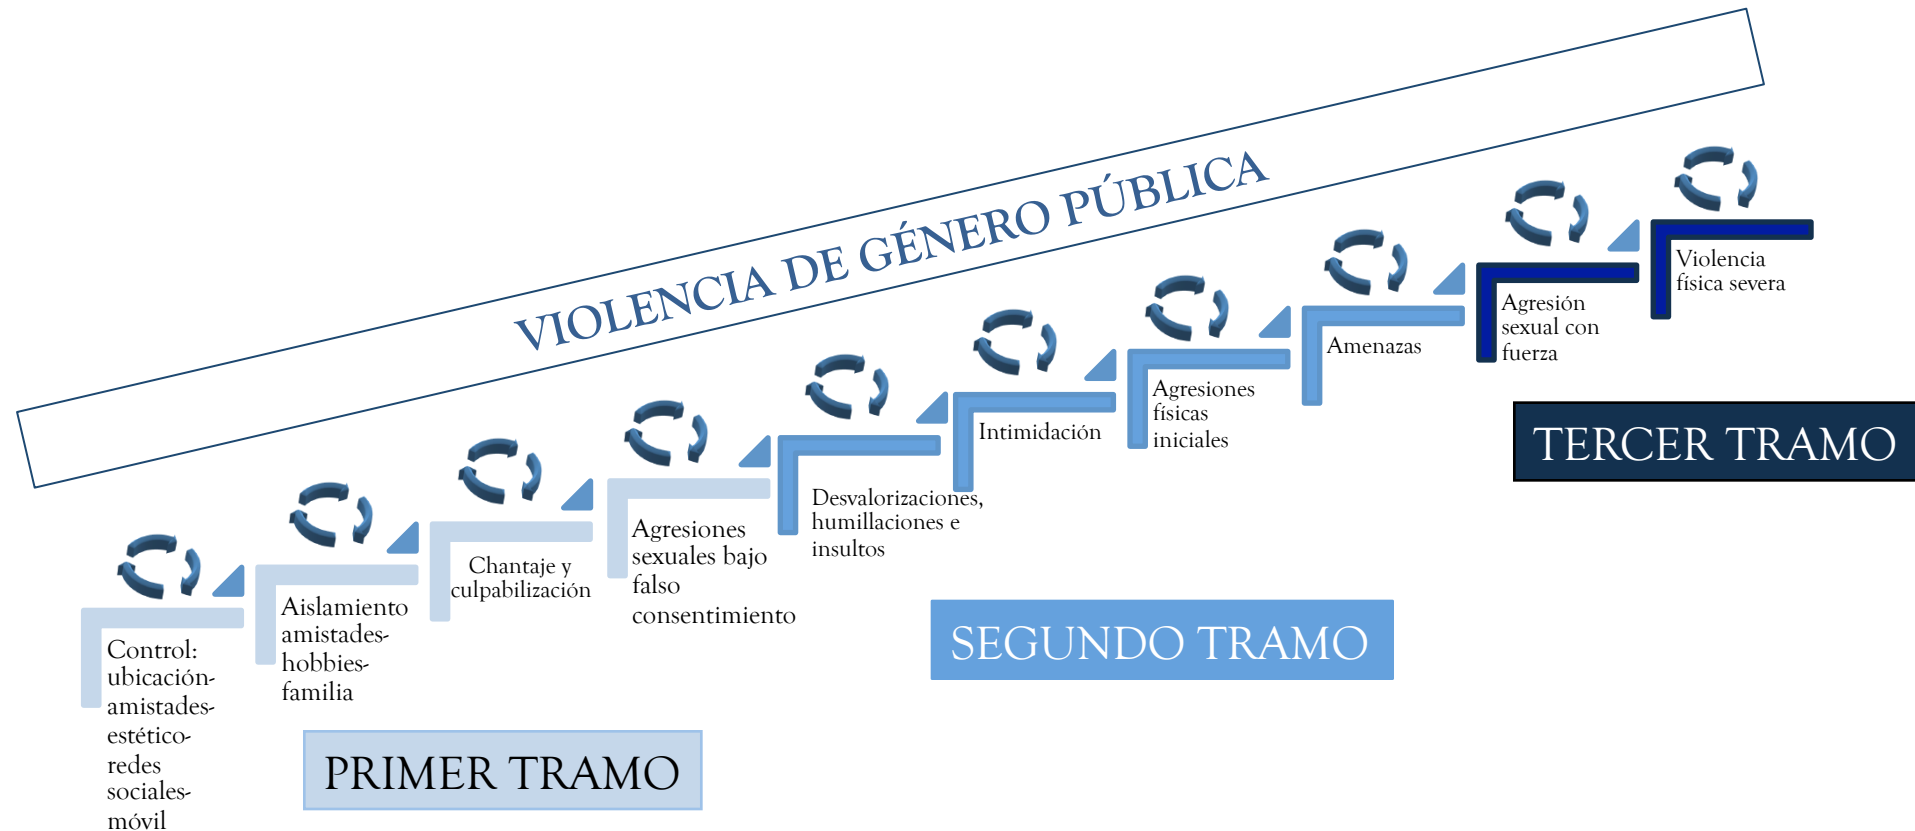 VIOLENCIA DE GÉNERO PÚBLICA
Control:
ubicación-
amistades-
estético-
redes
sociales-
móvil
Aislamiento
amistades-
hobbies-
familia
Chantaje y
culpabilización
Agresiones
sexuales bajo
falso
consentimiento
Desvalorizaciones,
humillaciones e
insultos
Intimidación
Agresiones
físicas
iniciales
Amenazas
Agresión
sexual con
fuerza
Violencia
física severa
PRIMER TRAMO
SEGUNDO TRAMO
TERCER TRAMO